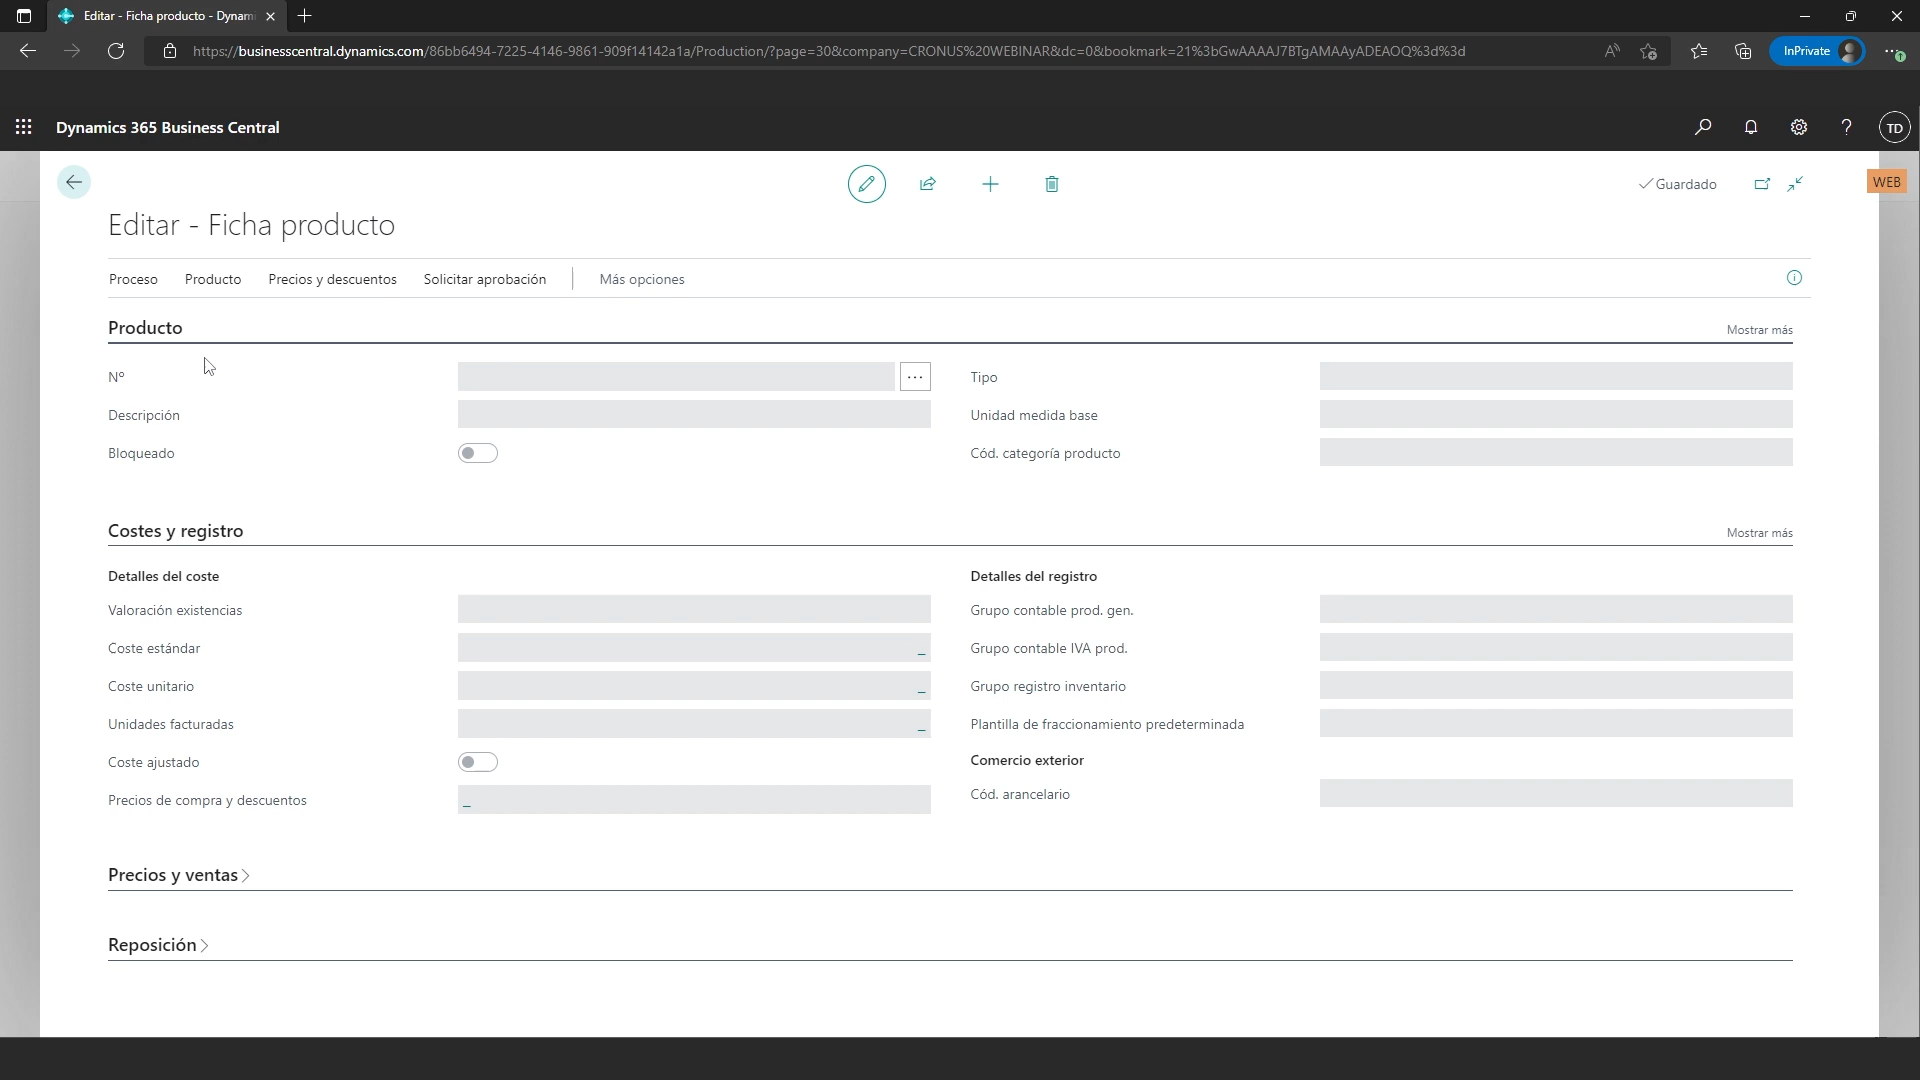 Editar - Ficha producto - Dynam
https://businesscentral.dynamics.com/86bb6494-7225-4146-9861-909f14142a1a/Production/?page=30&company=CRONUS%20WEBINAR&dc=0&bookmark=21%3bGwAAAAJ7BTgAMAAyADEAOQ%3d%3d
InPrivate
Dynamics 365 Business Central
TD
Guardado
WEB
Editar - Ficha producto
Proceso Producto Precios y descuentos Solicitar aprobación Más opciones
Producto Mostrar más
Nº Tipo
Descripción Unidad medida base
Bloqueado Cód. categoría producto
Costes y registro Mostrar más
Detalles del coste Detalles del registro
Valoración existencias Grupo contable prod. gen.
Coste estándar _ Grupo contable IVA prod.
Coste unitario _ Grupo registro inventario
Unidades facturadas _ Plantilla de fraccionamiento predeterminada
Coste ajustado Comercio exterior
Precios de compra y descuentos _ Cód. arancelario
Precios y ventas
Reposición